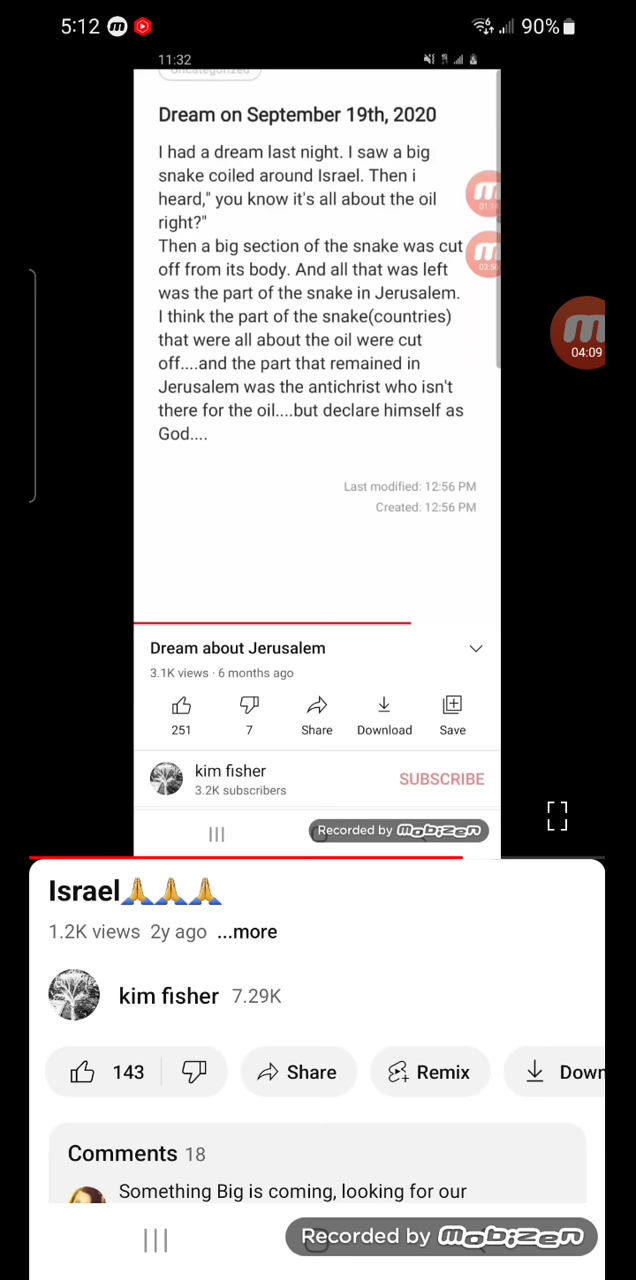 5:12
90%
11:32
Uncategorized
Dream on September 19th, 2020
I had a dream last night. I saw a big
snake coiled around Israel. Then i
heard," you know it's all about the oil
right?"
Then a big section of the snake was cut
off from its body. And all that was left
was the part of the snake in Jerusalem.
I think the part of the snake(countries)
that were all about the oil were cut
off....and the part that remained in
Jerusalem was the antichrist who isn't
there for the oil....but declare himself as
God....
01:14
03:50
04:09
Last modified: 12:56 PM
Created: 12:56 PM
Dream about Jerusalem
3.1K views · 6 months ago
251 7 Share Download Save
kim fisher
3.2K subscribers
SUBSCRIBE
Recorded by mobizen
Israel🙏🙏🙏
1.2K views 2y ago ...more
kim fisher 7.29K
143 Share Remix Down
Comments 18
Something Big is coming, looking for our
Recorded by mobizen